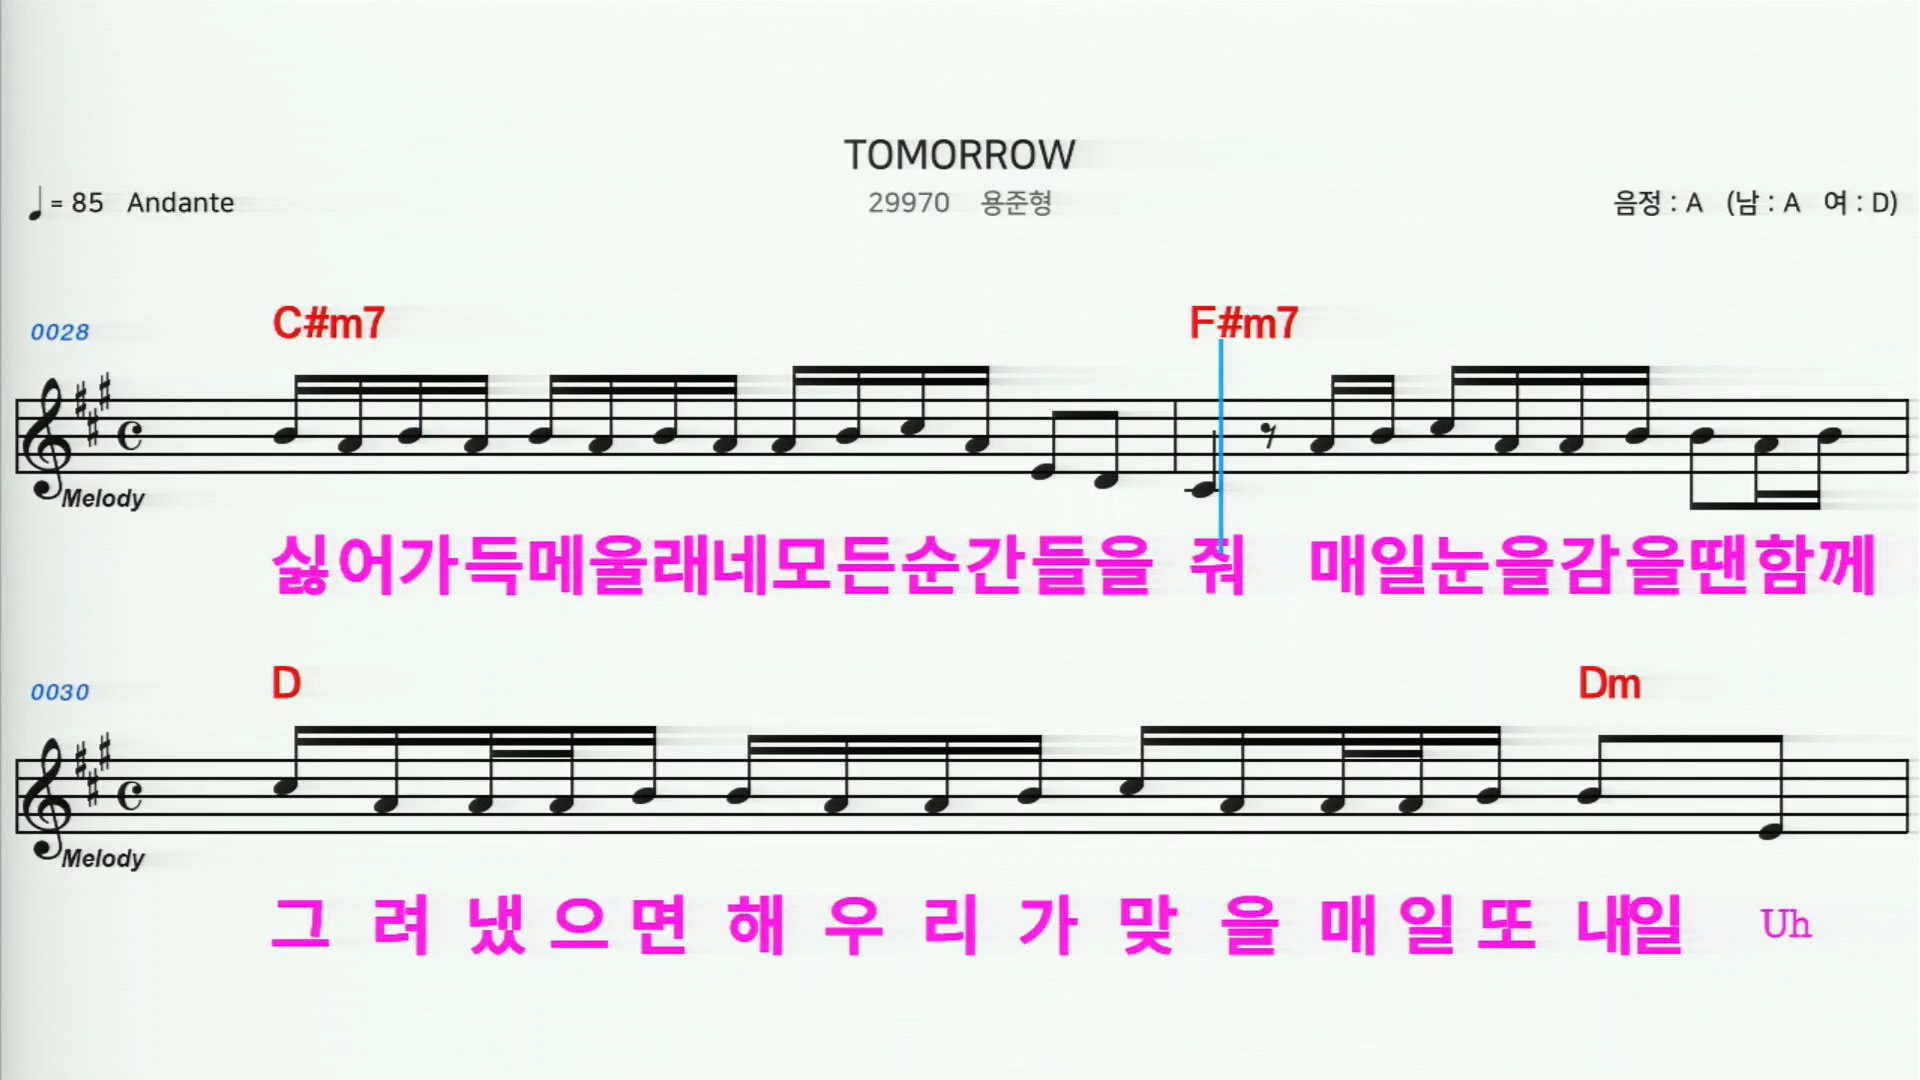 TOMORROW
♩= 85 Andante 29970 용준형 음정 : A (남 : A 여 : D)
0028 C#m7 F#m7
Melody
싫어가득메울래네모든순간들을 줘 매일눈을감을땐함께
0030 D Dm
Melody
그 려 냈 으 면 해 우 리 가 맞 을 매 일 또 내일 Uh